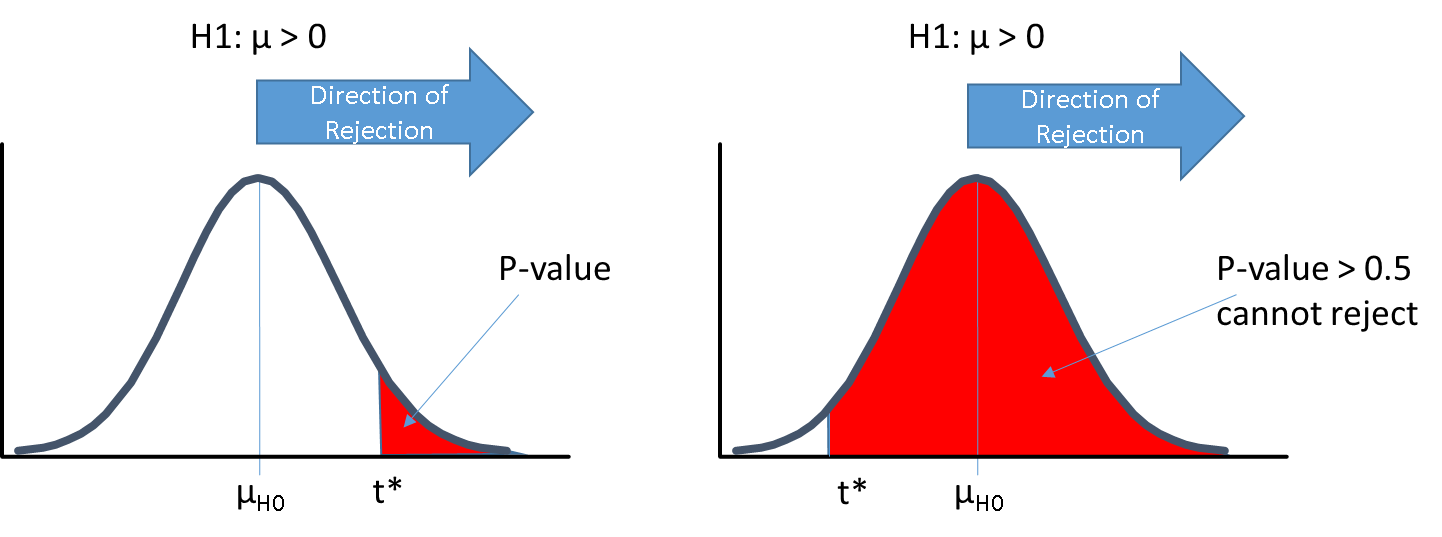 H1: μ > 0
Direction of
Rejection
P-value
μH0
t*
H1: μ > 0
Direction of
Rejection
P-value > 0.5
cannot reject
t*
μH0